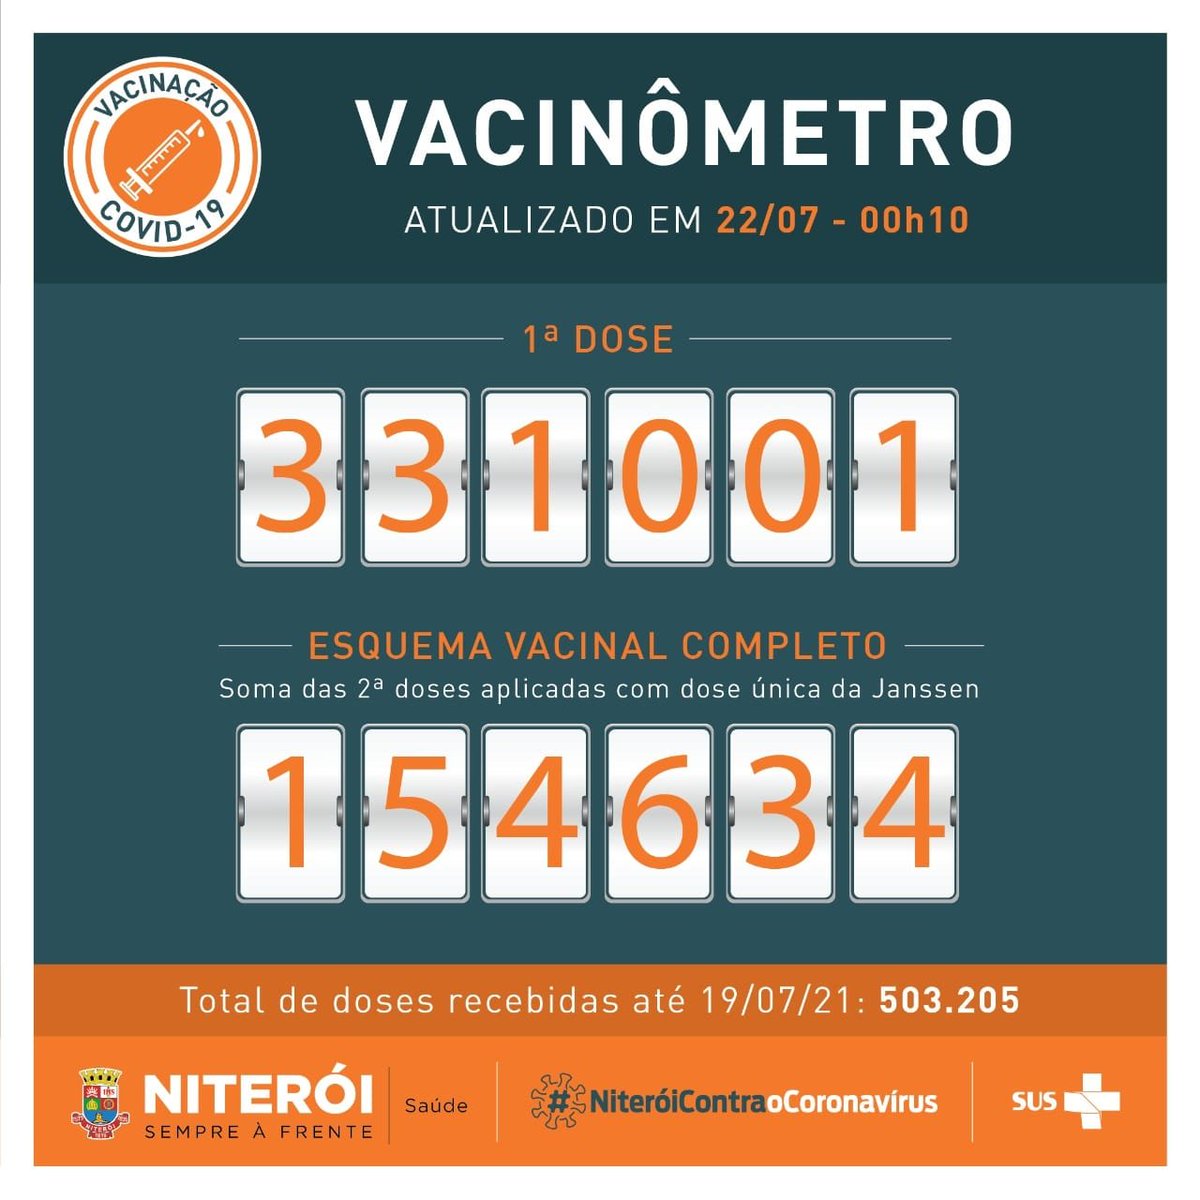 VACINAÇÃO
COVID-19
VACINÔMETRO
ATUALIZADO EM 22/07 - 00h10
1ª DOSE
331001
ESQUEMA VACINAL COMPLETO
Soma das 2ª doses aplicadas com dose única da Janssen
154634
Total de doses recebidas até 19/07/21: 503.205
NITERÓI
SEMPRE À FRENTE
Saúde
#NiteróiContraoCoronavírus
SUS
NITERÓI